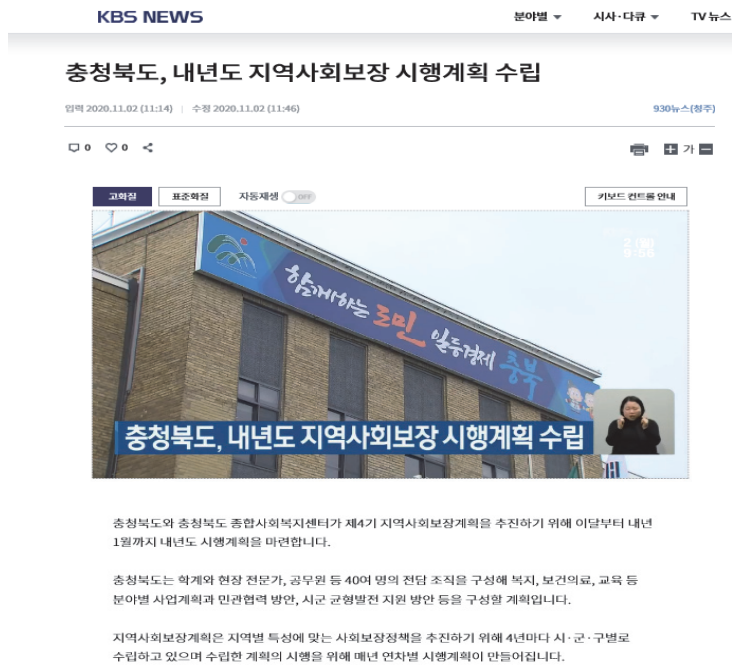 KBS NEWS
분야별 시사·다큐 TV뉴스
충청북도, 내년도 지역사회보장 시행계획 수립
입력 2020.11.02 (11:14) | 수정 2020.11.02 (11:46) 930뉴스(청주)
0 0 가
고화질 표준화질 자동재생 OFF 키보드 컨트롤 안내
2(월)
9:56
함께하는 도민 일등경제 충북
충청북도, 내년도 지역사회보장 시행계획 수립
충청북도와 충청북도 종합사회복지센터가 제4기 지역사회보장계획을 추진하기 위해 이달부터 내년
1월까지 내년도 시행계획을 마련합니다.
충청북도는 학계와 현장 전문가, 공무원 등 40여 명의 전담 조직을 구성해 복지, 보건의료, 교육 등
분야별 사업계획과 민관협력 방안, 시군 균형발전 지원 방안 등을 구성할 계획입니다.
지역사회보장계획은 지역별 특성에 맞는 사회보장정책을 추진하기 위해 4년마다 시·군·구별로
수립하고 있으며 수립한 계획의 시행을 위해 매년 연차별 시행계획이 만들어집니다.